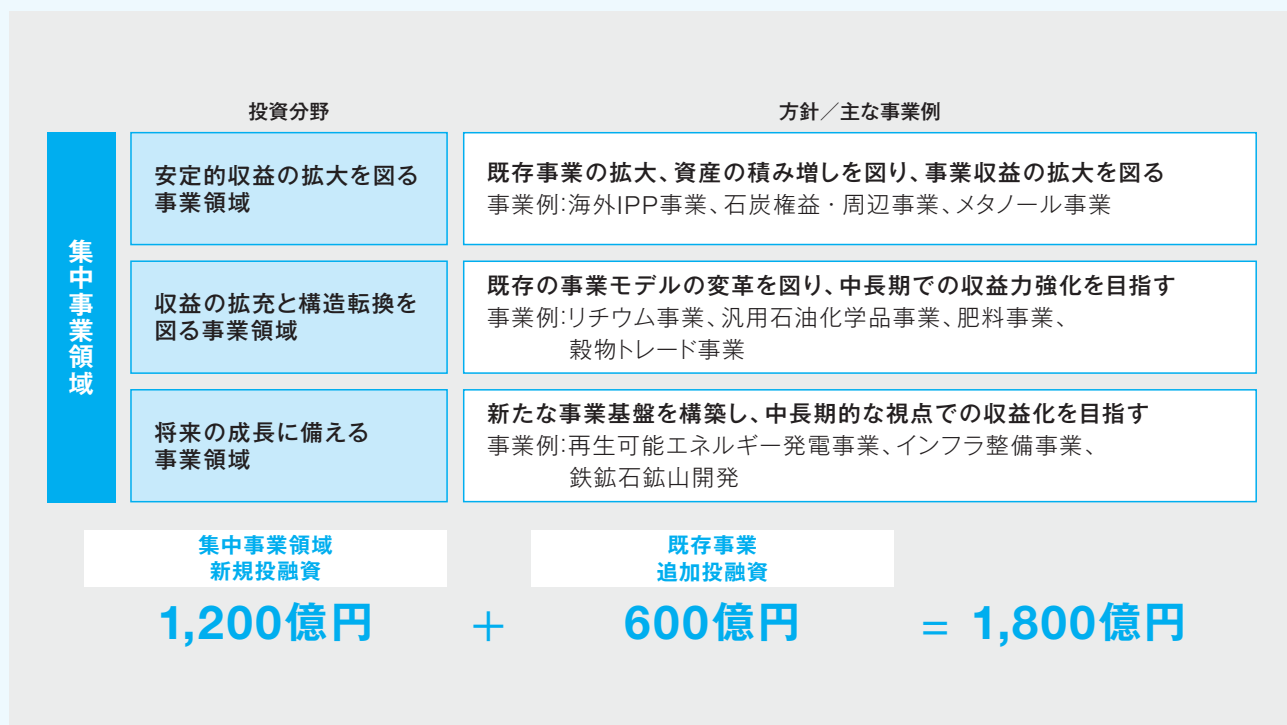 投資分野
方針／主な事業例
集中事業領域
安定的収益の拡大を図る
事業領域
既存事業の拡大、資産の積み増しを図り、事業収益の拡大を図る
事業例:海外IPP事業、石炭権益・周辺事業、メタノール事業
収益の拡充と構造転換を
図る事業領域
既存の事業モデルの変革を図り、中長期での収益力強化を目指す
事業例:リチウム事業、汎用石油化学品事業、肥料事業、
穀物トレード事業
将来の成長に備える
事業領域
新たな事業基盤を構築し、中長期的な視点での収益化を目指す
事業例:再生可能エネルギー発電事業、インフラ整備事業、
鉄鉱石鉱山開発
集中事業領域
新規投融資
既存事業
追加投融資
1,200億円 + 600億円 = 1,800億円